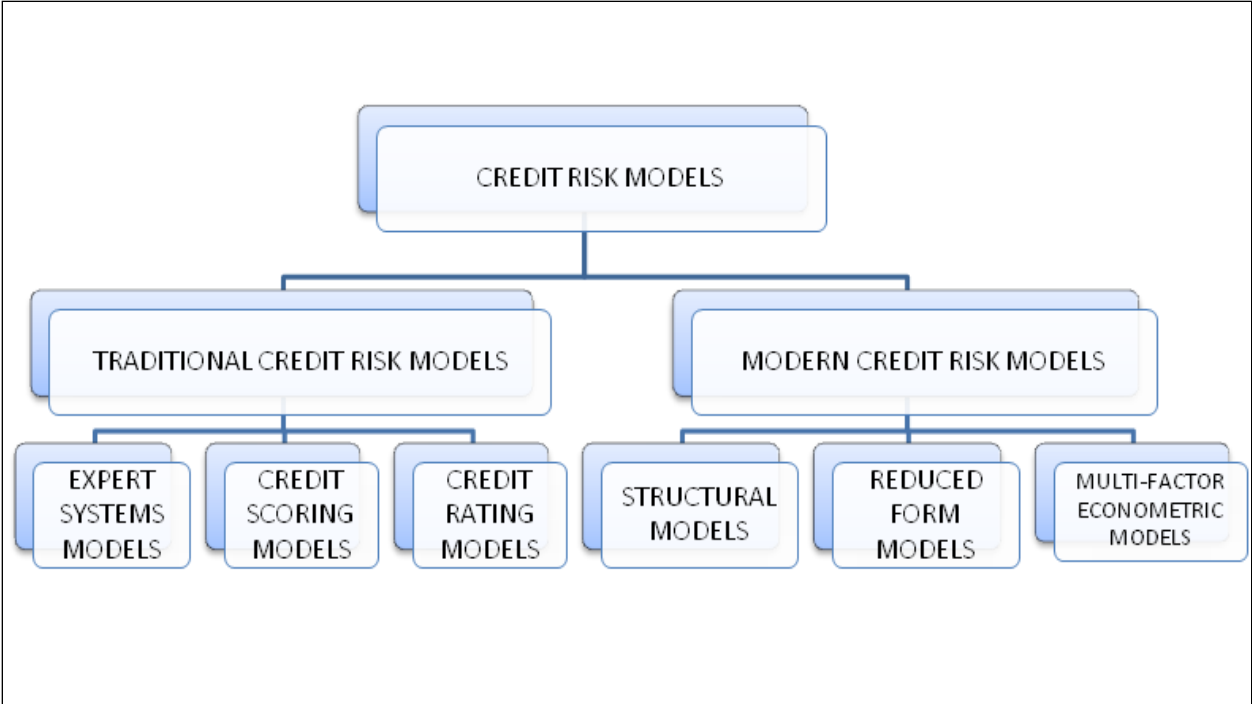 CREDIT RISK MODELS
TRADITIONAL CREDIT RISK MODELS
MODERN CREDIT RISK MODELS
EXPERT
SYSTEMS
MODELS
CREDIT
SCORING
MODELS
CREDIT
RATING
MODELS
STRUCTURAL
MODELS
REDUCED
FORM
MODELS
MULTI-FACTOR
ECONOMETRIC
MODELS